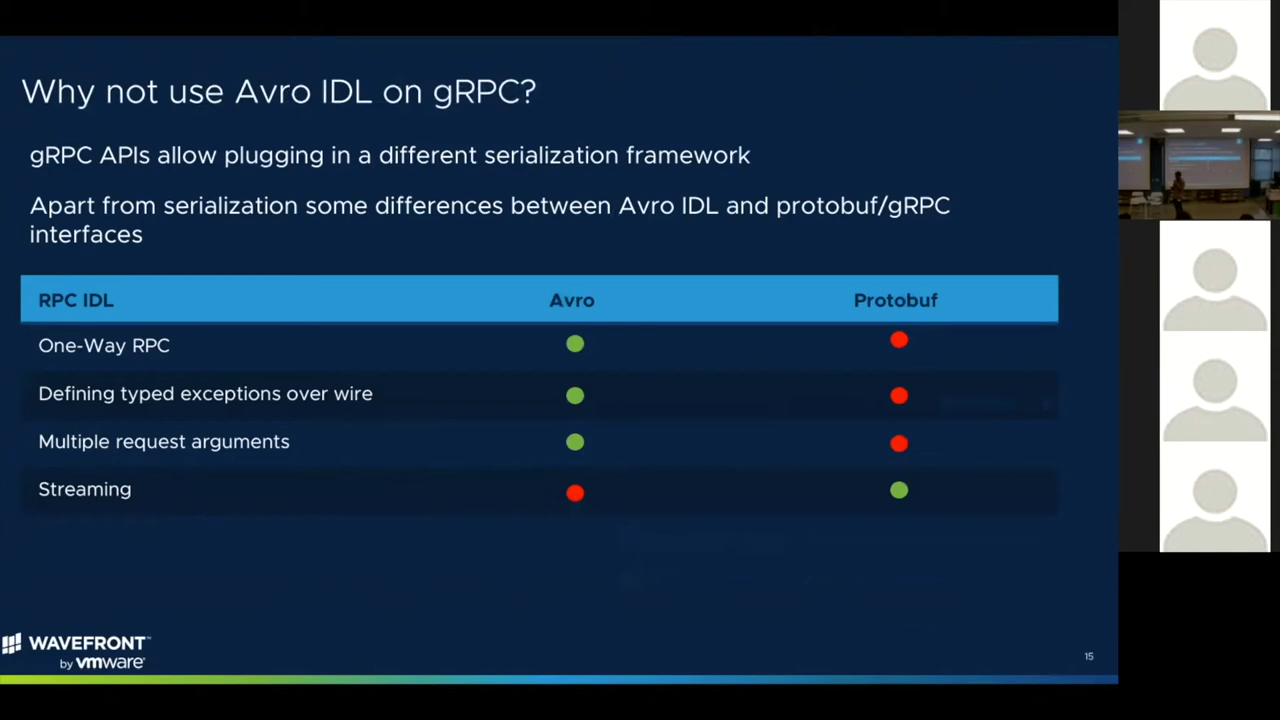 Why not use Avro IDL on gRPC?
gRPC APIs allow plugging in a different serialization framework
Apart from serialization some differences between Avro IDL and protobuf/gRPC
interfaces
RPC IDL Avro Protobuf
One-Way RPC
Defining typed exceptions over wire
Multiple request arguments
Streaming
WAVEFRONT™
by vmware®
15